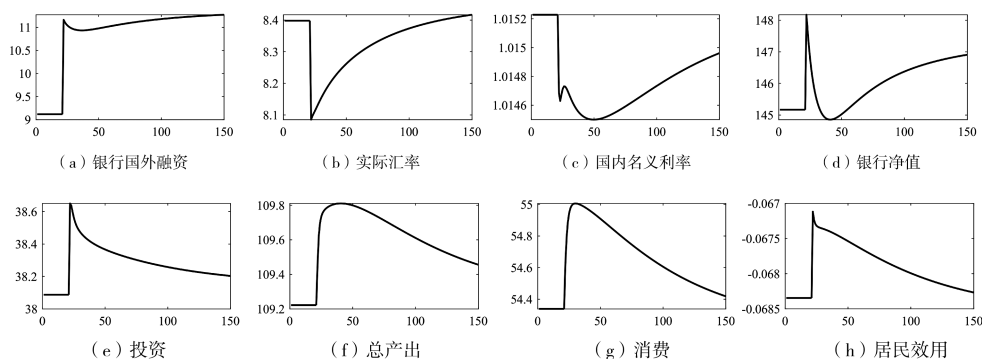 11
10.5
10
9.5
9
0 50 100 150
(a)银行国外融资
8.4
8.3
8.2
8.1
0 50 100 150
(b)实际汇率
1.0152
1.015
1.0148
1.0146
0 50 100 150
(c)国内名义利率
148
147
146
145
0 50 100 150
(d)银行净值
38.6
38.4
38.2
38
0 50 100 150
(e)投资
109.8
109.6
109.4
109.2
0 50 100 150
(f)总产出
55
54.8
54.6
54.4
0 50 100 150
(g)消费
-0.067
-0.0675
-0.068
-0.0685
0 50 100 150
(h)居民效用